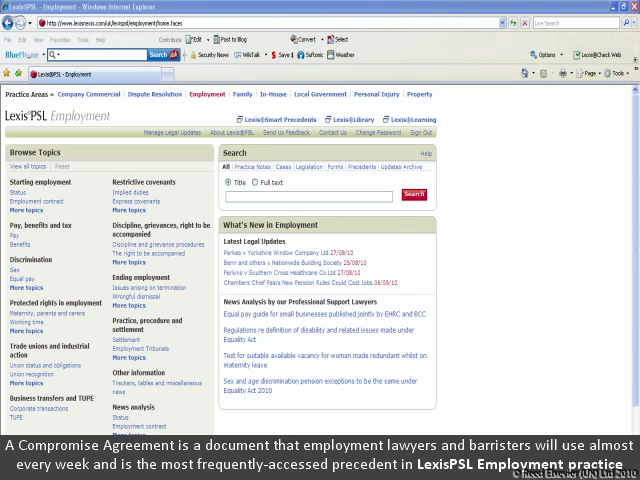 Lexis®PSL - Employment - Windows Internet Explorer
http://www.lexisnexis.com/uk/lexispsl/employment/home.faces
Live Search
File Edit View Favorites Tools Help
Contribute Edit Post to Blog Convert Select
BluePhone Search Security News WikiTalk Save $ Softonic Weather Options Lexis@Check Web
Lexis®PSL - Employment Page Tools
Practice Areas » Company Commercial Dispute Resolution Employment Family In-House Local Government Personal Injury Property
Lexis®PSL Employment
Lexis@Smart Precedents Lexis@Library Lexis@Learning
Manage Legal Updates About Lexis@PSL Send Us Feedback Contact Us Change Password Sign Out
Browse Topics
View all topics Reset
Starting employment
Status
Employment contract
More topics
Pay, benefits and tax
Pay
Benefits
Discrimination
Sex
Equal pay
More topics
Protected rights in employment
Maternity, parents and carers
Working time
More topics
Trade unions and industrial
action
Union status and obligations
Union recognition
More topics
Business transfers and TUPE
Corporate transactions
TUPE
Restrictive covenants
Implied duties
Express covenants
More topics
Discipline, grievances, right to be
accompanied
Discipline and grievance procedures
The right to be accompanied
More topics
Ending employment
Issues arising on termination
Wrongful dismissal
More topics
Practice, procedure and
settlement
Settlement
Employment Tribunals
More topics
Other information
Trackers, tables and miscellaneous
news
News analysis
Status
Employment contract
Search Help
All Practice Notes Cases Legislation Forms Precedents Updates Archive
Title Full text
Search
What's New in Employment
Latest Legal Updates
Parkes v Yorkshire Window Company Ltd 27/08/10
Benn and others v Nationwide Building Society 25/08/10
Perkins v Southern Cross Healthcare Co Ltd 27/08/10
Chambers Chief Fears New Pension Rules Could Cost Jobs 06/09/10
News Analysis by our Professional Support Lawyers
Equal pay guide for small businesses published jointly by EHRC and BCC
Regulations re definition of disability and related issues made under
Equality Act
Test for suitable available vacancy for woman made redundant whilst on
maternity leave
Sex and age discrimination pension exceptions to be the same under
Equality Act 2010
A Compromise Agreement is a document that employment lawyers and barristers will use almost
every week and is the most frequently-accessed precedent in LexisPSL Employment practice
© Reed Elsevier (UK) Ltd 2010